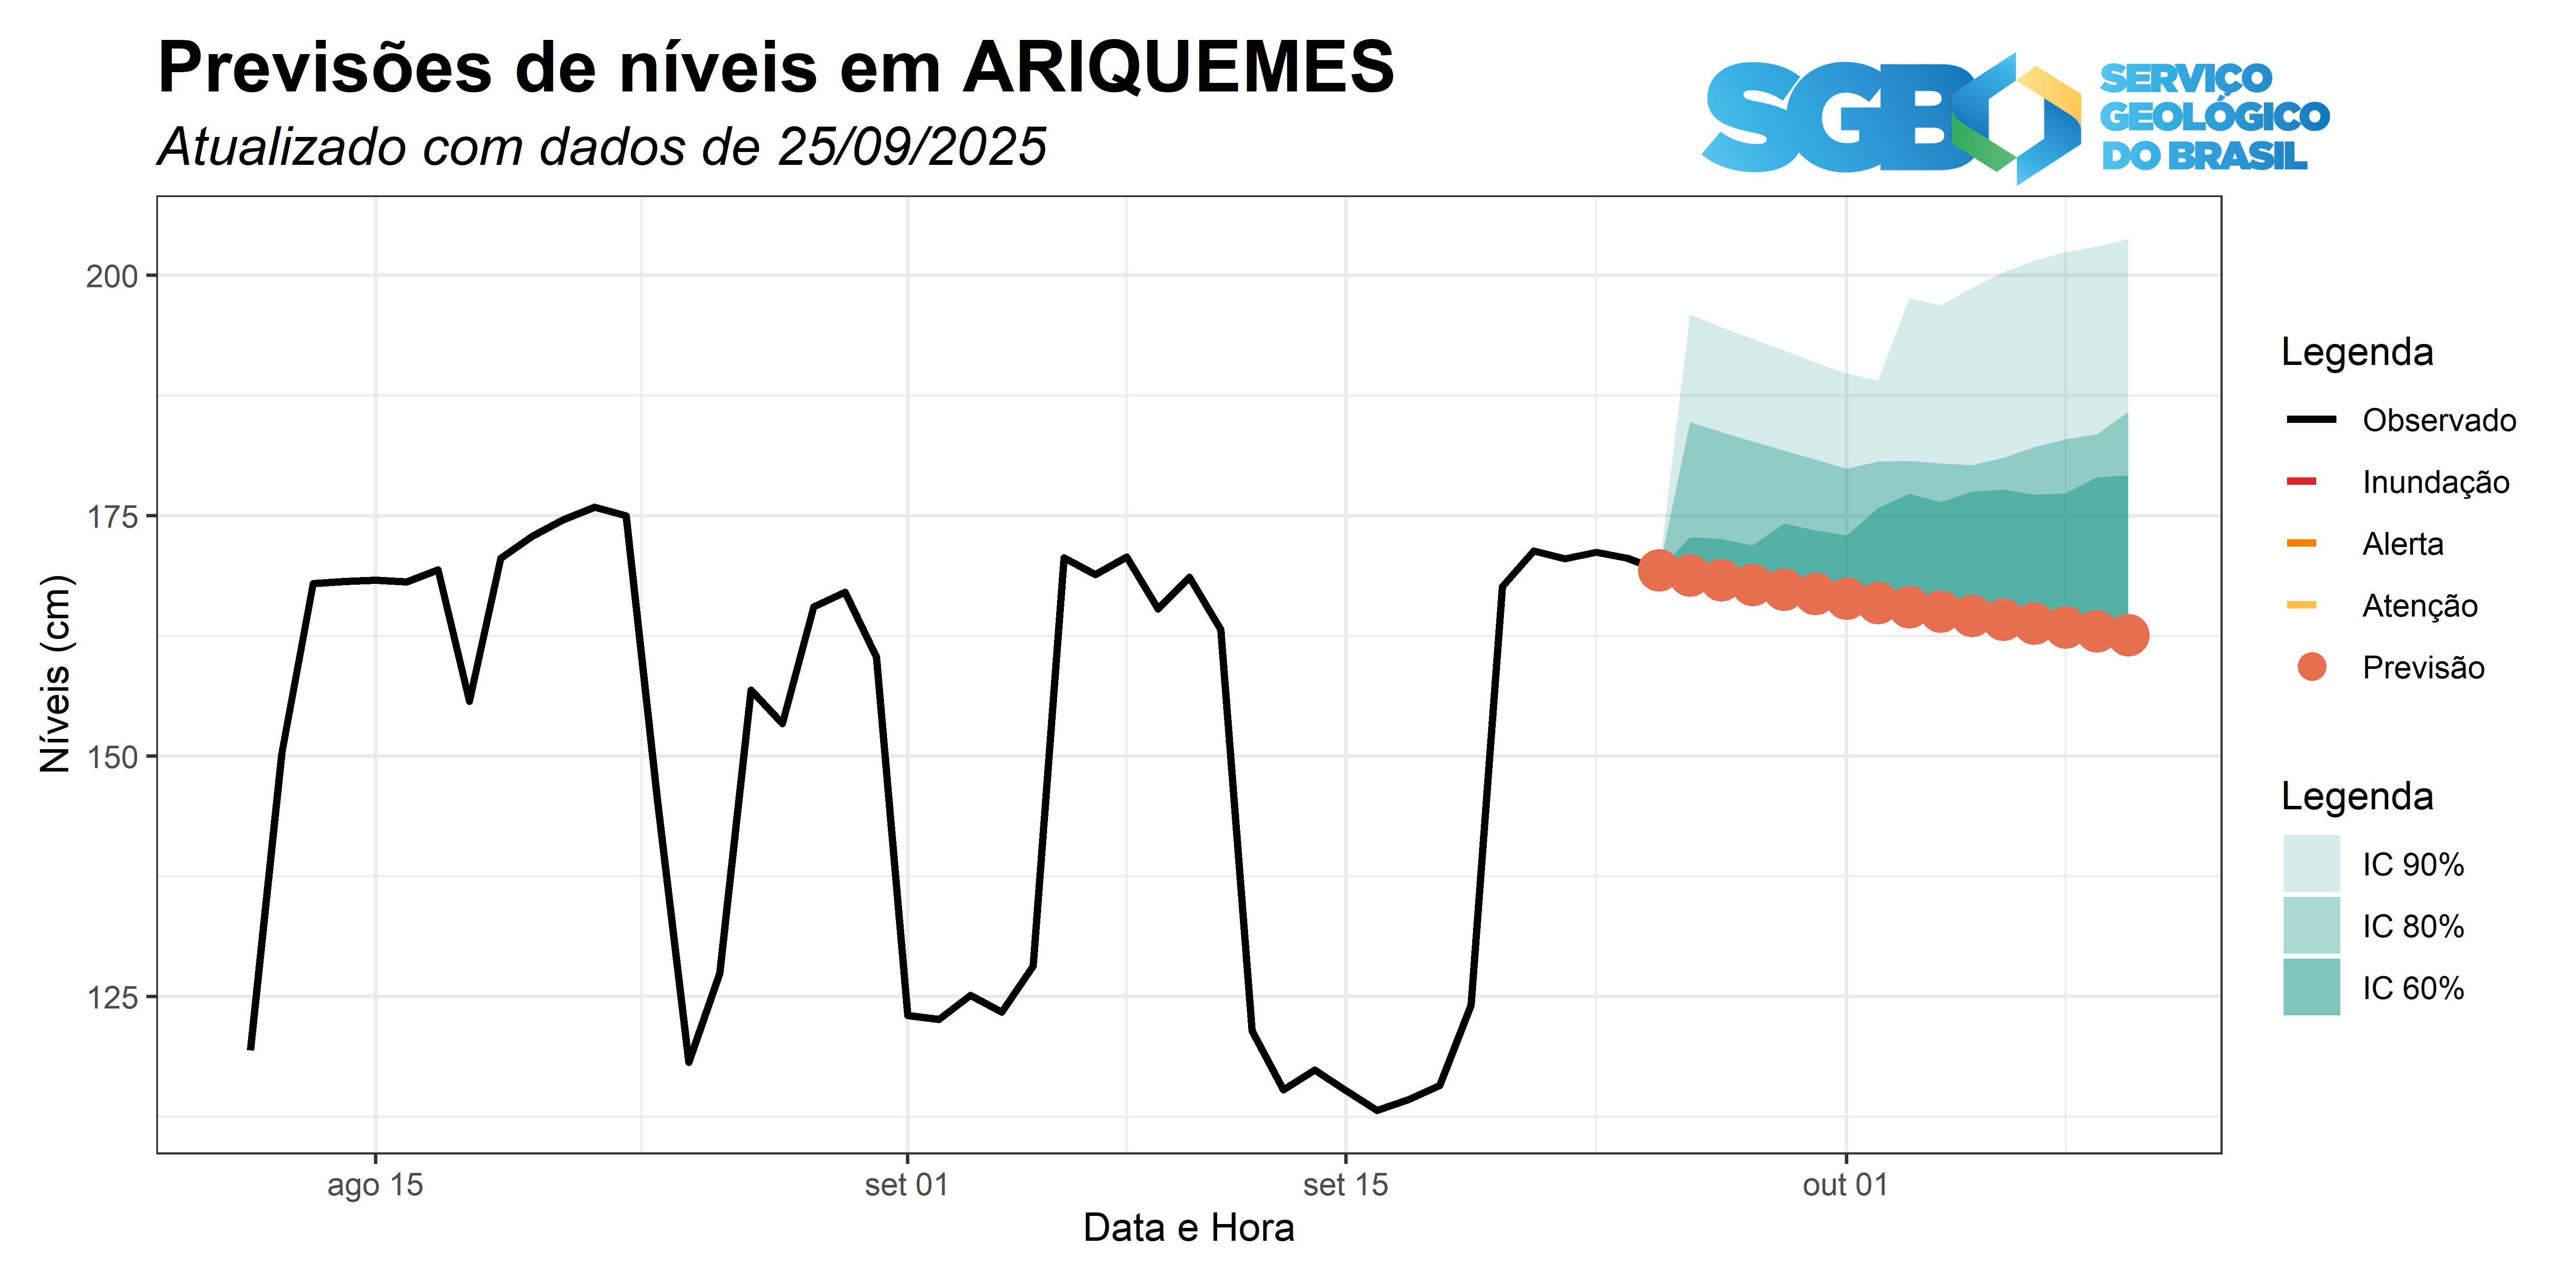 Previsões de níveis em ARIQUEMES
Atualizado com dados de 25/09/2025
SGB
SERVIÇO
GEOLÓGICO
DO BRASIL
Níveis (cm)
200
175
150
125
ago 15
set 01
set 15
out 01
Data e Hora
Legenda
Observado
Inundação
Alerta
Atenção
Previsão
Legenda
IC 90%
IC 80%
IC 60%